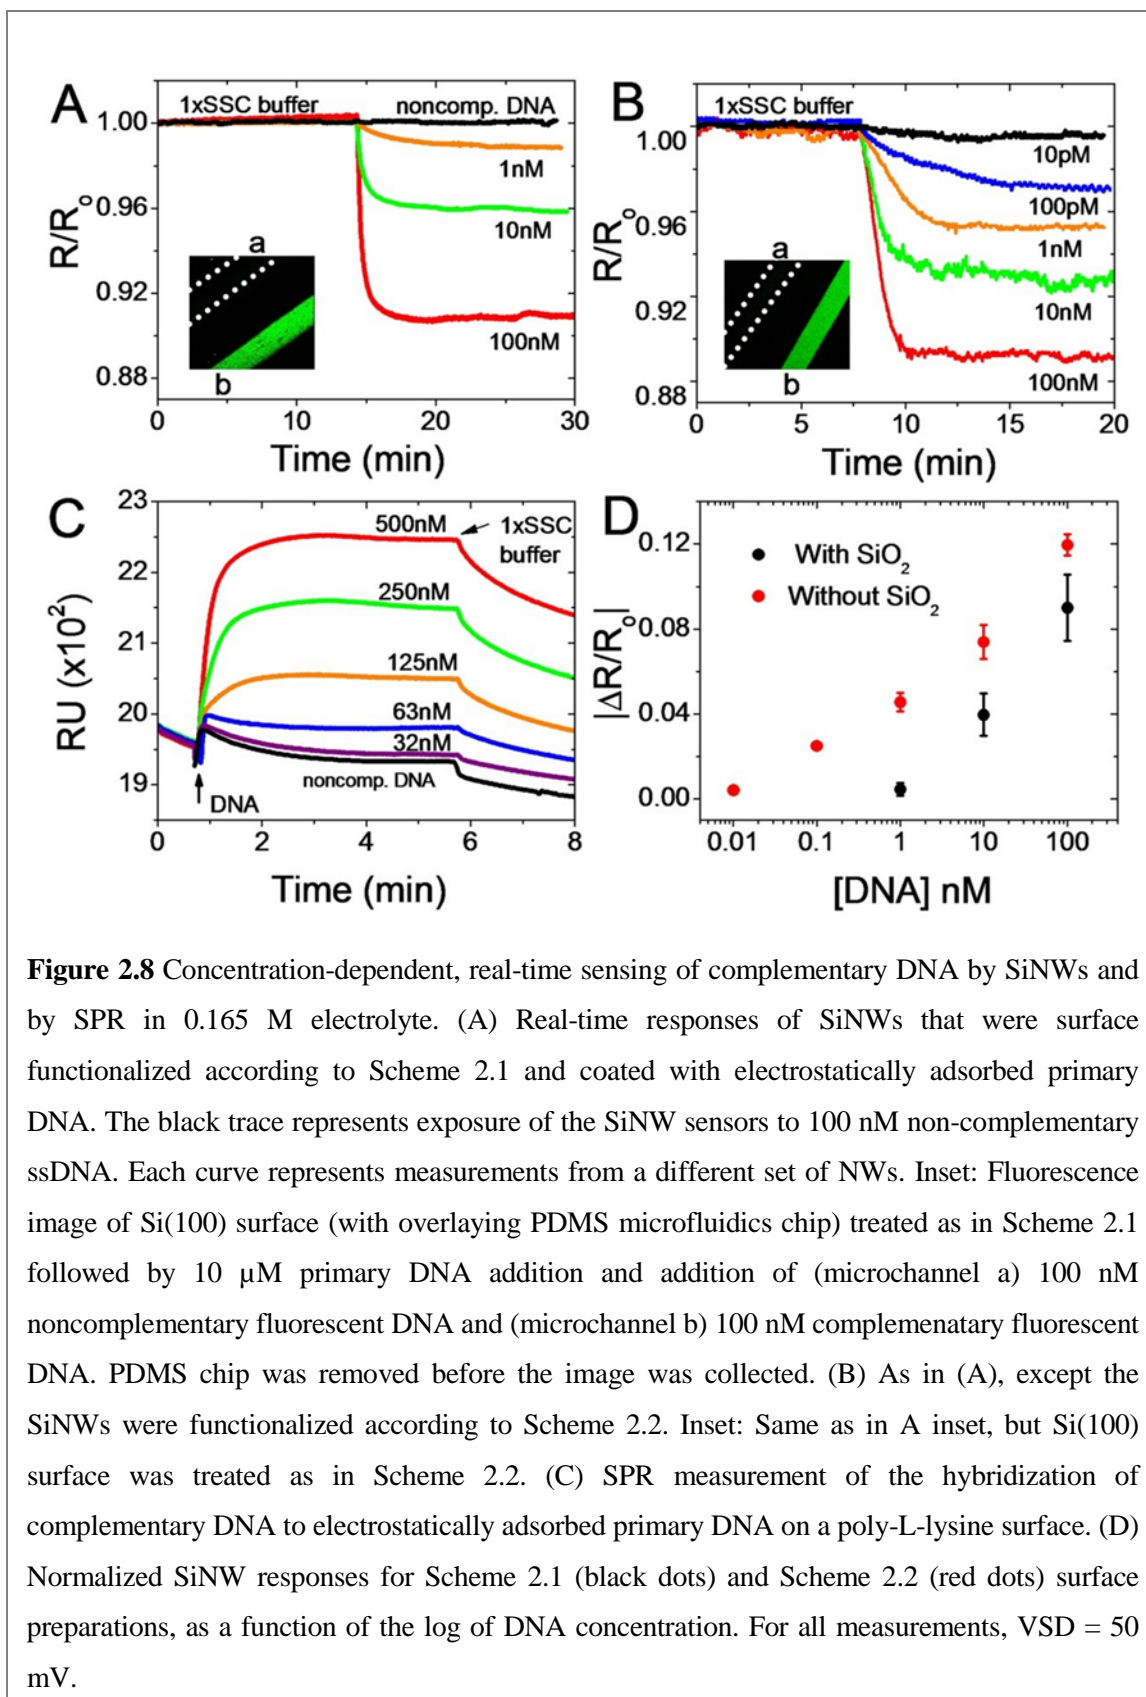 A
1xSSC buffer
noncomp. DNA
1.00
0.96
0.92
0.88
R/Ro
1nM
10nM
100nM
a
b
0
10
20
30
Time (min)
B
1xSSC buffer
1.00
0.96
0.92
0.88
R/Ro
10pM
100pM
1nM
10nM
100nM
a
b
0
5
10
15
20
Time (min)
C
23
22
21
20
19
RU (x10²)
500nM
1xSSC
buffer
250nM
125nM
63nM
32nM
noncomp. DNA
DNA
0
2
4
6
8
Time (min)
D
0.12
0.08
0.04
0.00
|ΔR/Ro|
With SiO₂
Without SiO₂
0.01
0.1
1
10
100
[DNA] nM
Figure 2.8 Concentration-dependent, real-time sensing of complementary DNA by SiNWs and
by SPR in 0.165 M electrolyte. (A) Real-time responses of SiNWs that were surface
functionalized according to Scheme 2.1 and coated with electrostatically adsorbed primary
DNA. The black trace represents exposure of the SiNW sensors to 100 nM non-complementary
ssDNA. Each curve represents measurements from a different set of NWs. Inset: Fluorescence
image of Si(100) surface (with overlaying PDMS microfluidics chip) treated as in Scheme 2.1
followed by 10 µM primary DNA addition and addition of (microchannel a) 100 nM
noncomplementary fluorescent DNA and (microchannel b) 100 nM complemenatary fluorescent
DNA. PDMS chip was removed before the image was collected. (B) As in (A), except the
SiNWs were functionalized according to Scheme 2.2. Inset: Same as in A inset, but Si(100)
surface was treated as in Scheme 2.2. (C) SPR measurement of the hybridization of
complementary DNA to electrostatically adsorbed primary DNA on a poly-L-lysine surface. (D)
Normalized SiNW responses for Scheme 2.1 (black dots) and Scheme 2.2 (red dots) surface
preparations, as a function of the log of DNA concentration. For all measurements, VSD = 50
mV.